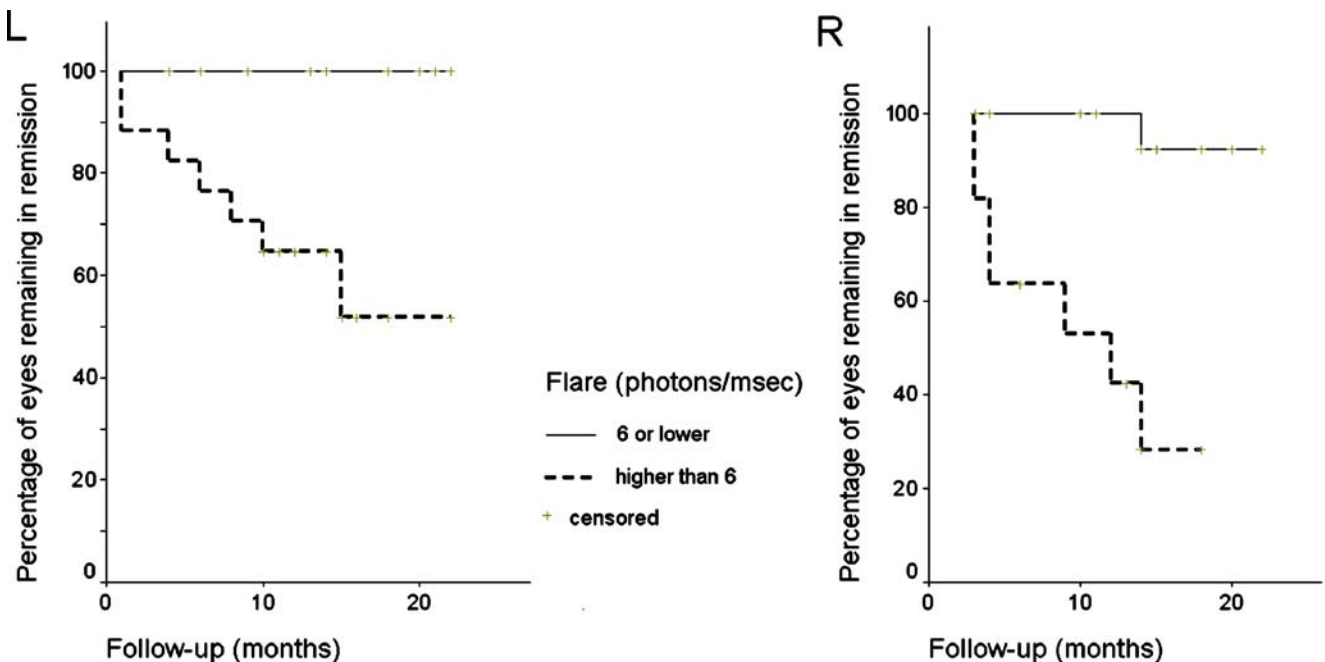 L
Percentage of eyes remaining in remission
100
80
60
40
20
0
0 10 20
Follow-up (months)
Flare (photons/msec)
6 or lower
higher than 6
censored
R
Percentage of eyes remaining in remission
100
80
60
40
20
0
0 10 20
Follow-up (months)